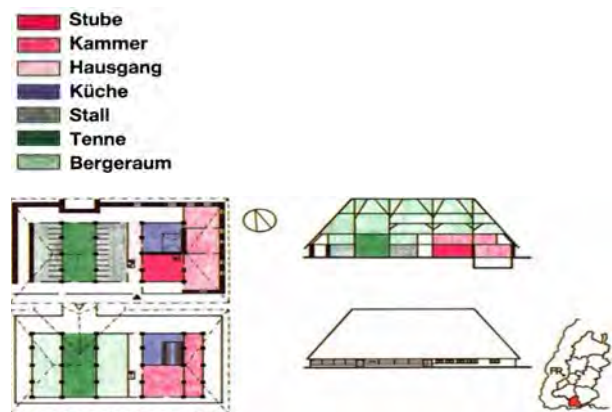 Stube
Kammer
Hausgang
Küche
Stall
Tenne
Bergeraum
FR